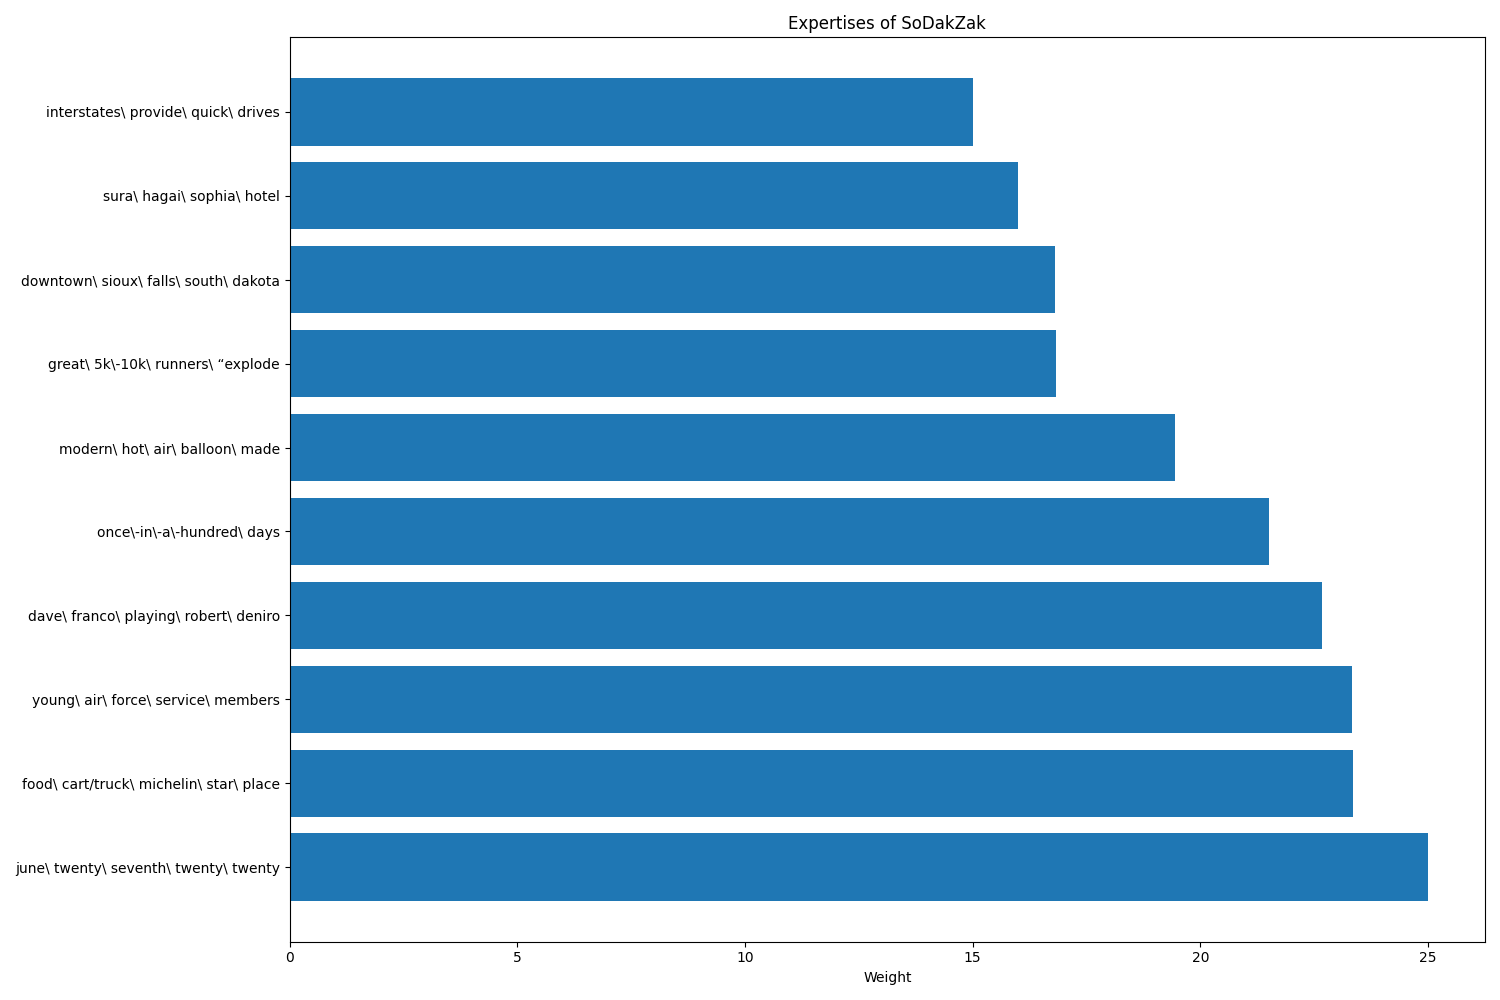 Expertises of SoDakZak
interstates\ provide\ quick\ drives
sura\ hagai\ sophia\ hotel
downtown\ sioux\ falls\ south\ dakota
great\ 5k\-10k\ runners\ “explode
modern\ hot\ air\ balloon\ made
once\-in\-a\-hundred\ days
dave\ franco\ playing\ robert\ deniro
young\ air\ force\ service\ members
food\ cart/truck\ michelin\ star\ place
june\ twenty\ seventh\ twenty\ twenty
0 5 10 15 20 25
Weight